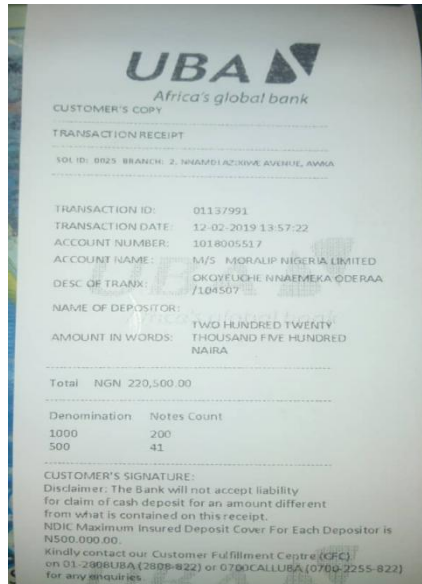 UBA
Africa's global bank
CUSTOMER'S COPY
TRANSACTION RECEIPT
SOL ID: 0025 BRANCH: 2, NNAMDI AZIKIWE AVENUE, AWKA
TRANSACTION ID: 01137991
TRANSACTION DATE: 12-02-2019 13:57:22
ACCOUNT NUMBER: 1018005517
ACCOUNT NAME: M/S MORALIP NIGERIA LIMITED
DESC OF TRANX: OKOYEUCHE NNAEMEKA ODERAA
/104507
NAME OF DEPOSITOR:
AMOUNT IN WORDS: TWO HUNDRED TWENTY
THOUSAND FIVE HUNDRED
NAIRA
Total NGN 220,500.00
Denomination Notes Count
1000 200
500 41
CUSTOMER'S SIGNATURE:
Disclaimer: The Bank will not accept liability
for claim of cash deposit for an amount different
from what is contained on this receipt.
NDIC Maximum Insured Deposit Cover For Each Depositor is
N500.000.00.
Kindly contact our Customer Fulfillment Centre (CFC)
on 01-2808UBA (2808-822) or 0700CALLUBA (0700-2255-822)
for any enquiries